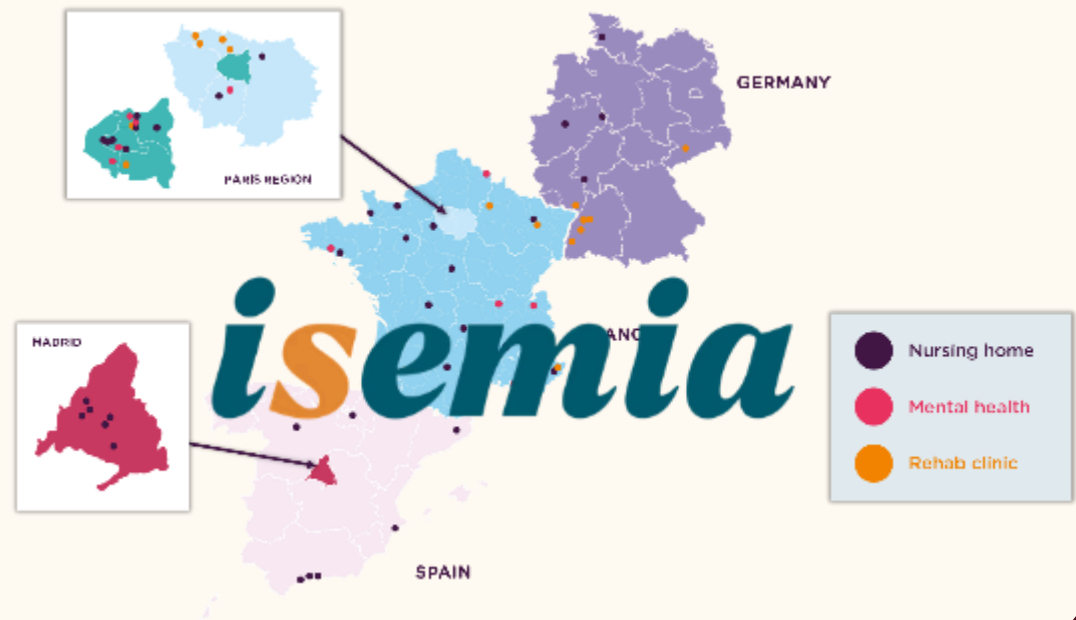 GERMANY
PARIS REGION
isemia
MADRID
Nursing home
Mental health
Rehab clinic
SPAIN